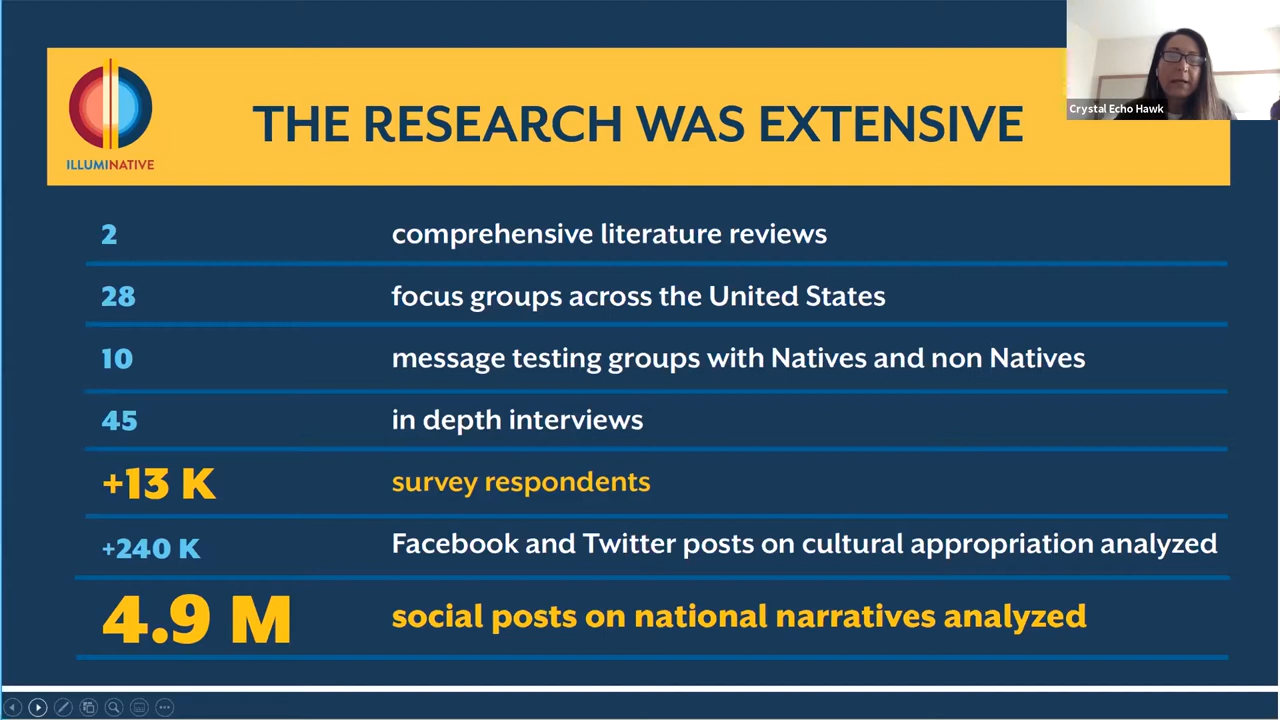 Crystal Echo Hawk
THE RESEARCH WAS EXTENSIVE
ILLUMINATIVE
2 comprehensive literature reviews
28 focus groups across the United States
10 message testing groups with Natives and non Natives
45 in depth interviews
+13 K survey respondents
+240 K Facebook and Twitter posts on cultural appropriation analyzed
4.9 M social posts on national narratives analyzed